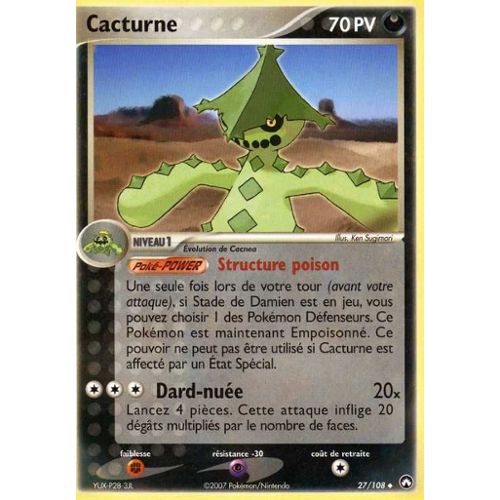 Cacturne 70 PV
Illus. Ken Sugimori
NIVEAU 1 Évolution de Cacnea
Poké-POWER Structure poison
Une seule fois lors de votre tour (avant votre
attaque), si Stade de Damien est en jeu, vous
pouvez choisir 1 des Pokémon Défenseurs. Ce
Pokémon est maintenant Empoisonné. Ce
pouvoir ne peut pas être utilisé si Cacturne est
affecté par un État Spécial.
Dard-nuée 20x
Lancez 4 pièces. Cette attaque inflige 20
dégâts multipliés par le nombre de faces.
faiblesse résistance -30 coût de retraite
YUX-P2B-3JL ©2007 Pokémon/Nintendo 27/108